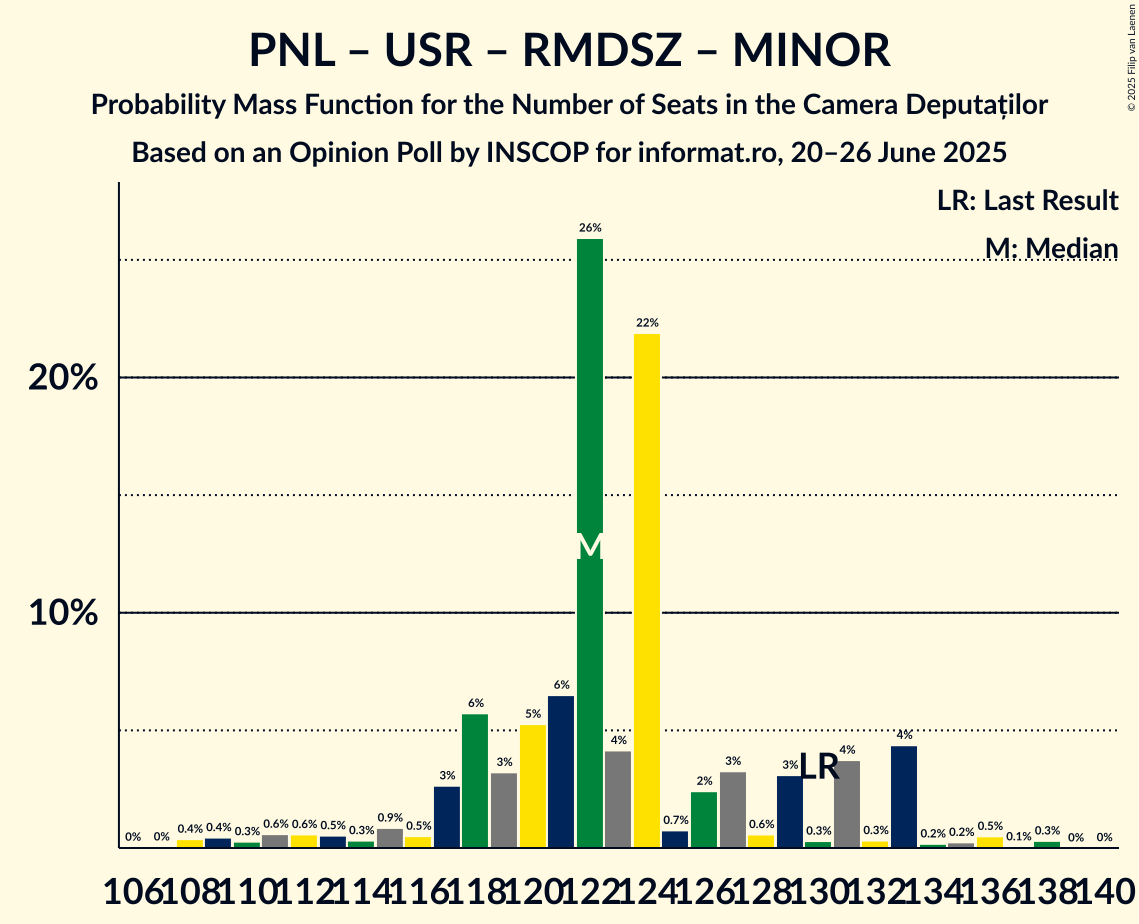 PNL – USR – RMDSZ – MINOR
Probability Mass Function for the Number of Seats in the Camera Deputaților
Based on an Opinion Poll by INSCOP for informat.ro, 20–26 June 2025
© 2025 Filip van Laenen
LR: Last Result
M: Median
20%
10%
0% 0% 0.4% 0.4% 0.3% 0.6% 0.6% 0.5% 0.3% 0.9% 0.5% 3% 6% 3% 5% 6% 26% 4% 22% 0.7% 2% 3% 0.6% 3% 0.3% 4% 0.3% 4% 0.2% 0.2% 0.5% 0.1% 0.3% 0% 0%
M
LR
106 108 110 112 114 116 118 120 122 124 126 128 130 132 134 136 138 140